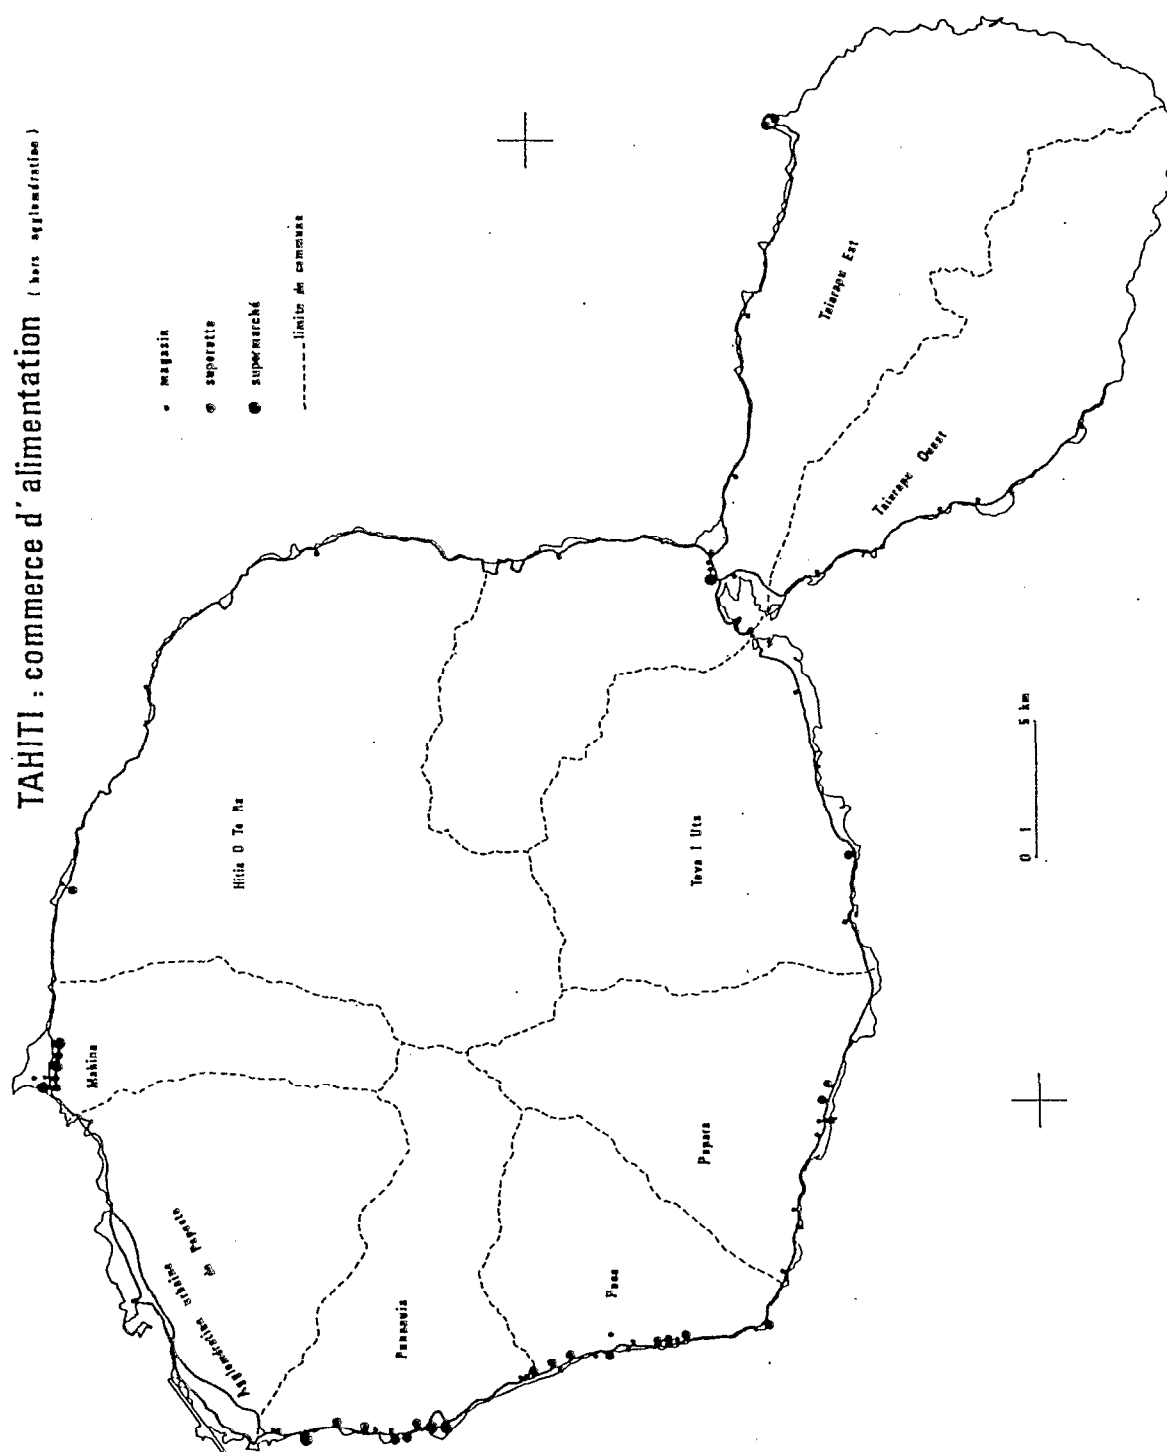 TAHITI : commerce d'alimentation ( hors agglomération )
magasin
superette
supermarché
limite de commune
Hitia O Te Ra
Mahina
Agglomération urbaine
de Papeete
Punaauia
Paea
Papara
Teva I Uta
Taiarapu Est
Taiarapu Ouest
0 1 5 km